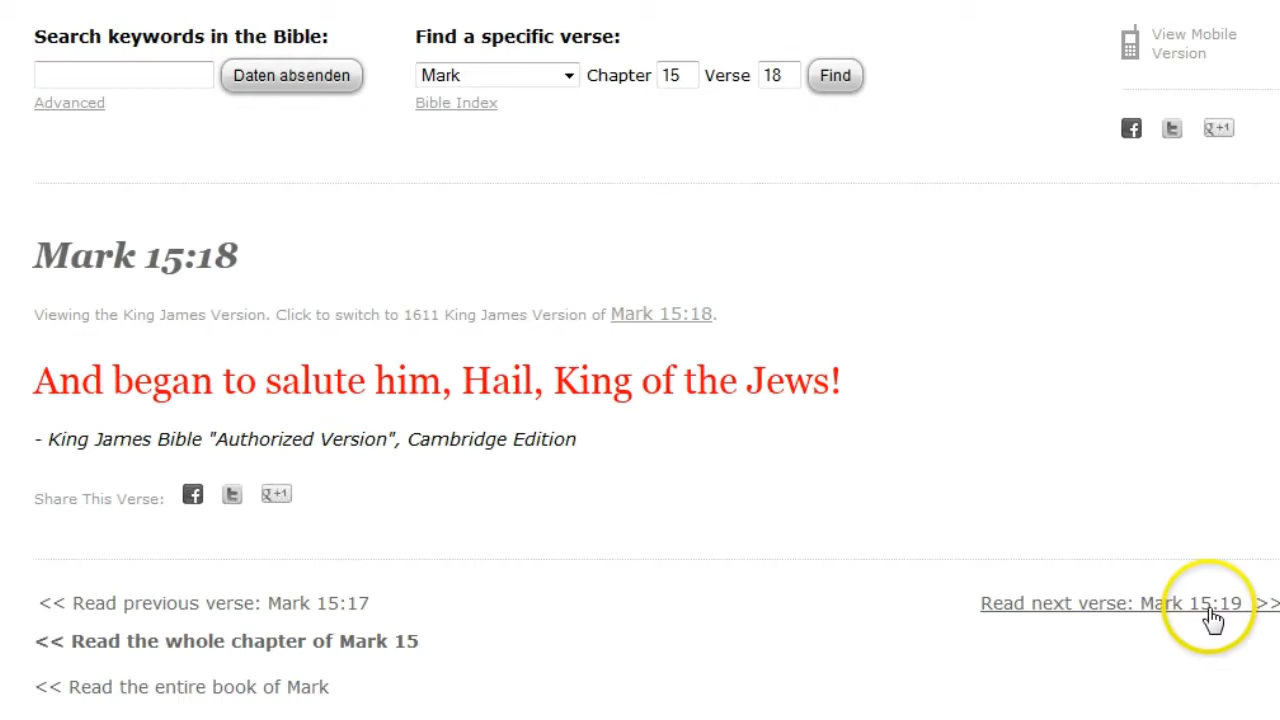 Search keywords in the Bible:
Find a specific verse:
View Mobile
Version
Daten absenden
Mark Chapter 15 Verse 18 Find
Advanced
Bible Index
f t g+1
Mark 15:18
Viewing the King James Version. Click to switch to 1611 King James Version of Mark 15:18.
And began to salute him, Hail, King of the Jews!
- King James Bible "Authorized Version", Cambridge Edition
Share This Verse: f t g+1
<< Read previous verse: Mark 15:17
Read next verse: Mark 15:19 >>
<< Read the whole chapter of Mark 15
<< Read the entire book of Mark